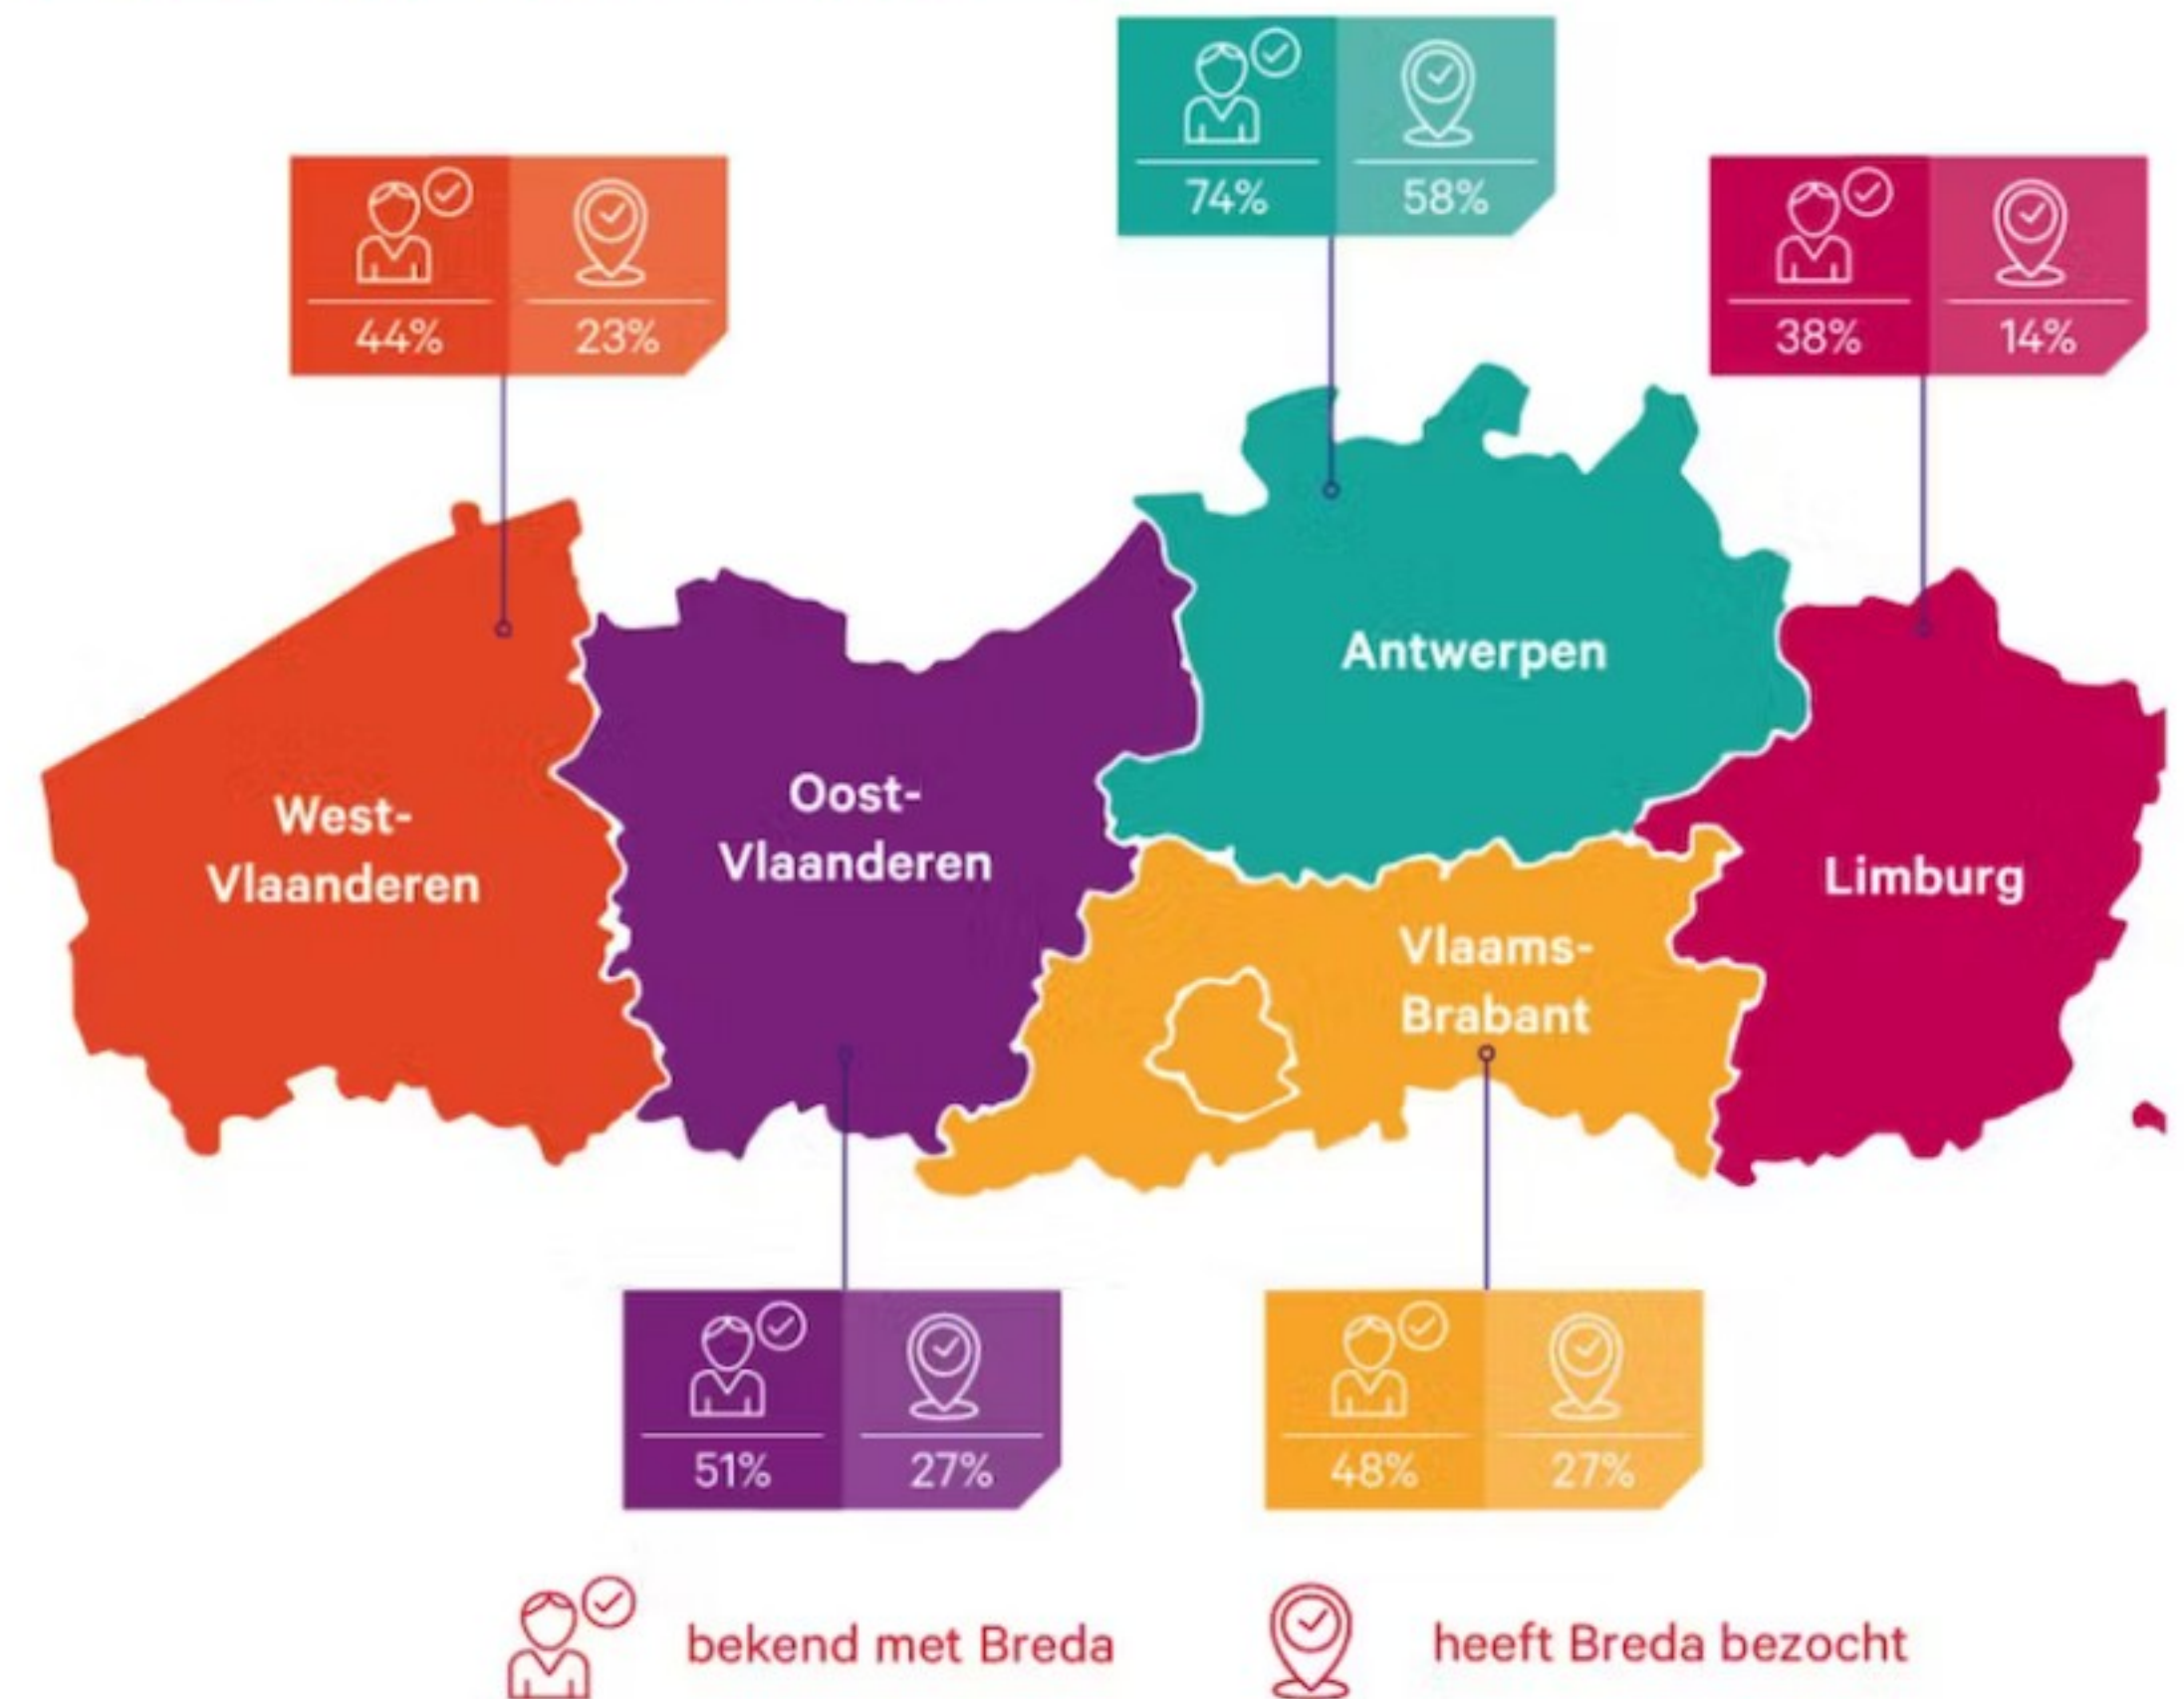 74% 58%
44% 23%
38% 14%
Antwerpen
West-
Vlaanderen
Oost-
Vlaanderen
Limburg
Vlaams-
Brabant
51% 27%
48% 27%
bekend met Breda
heeft Breda bezocht